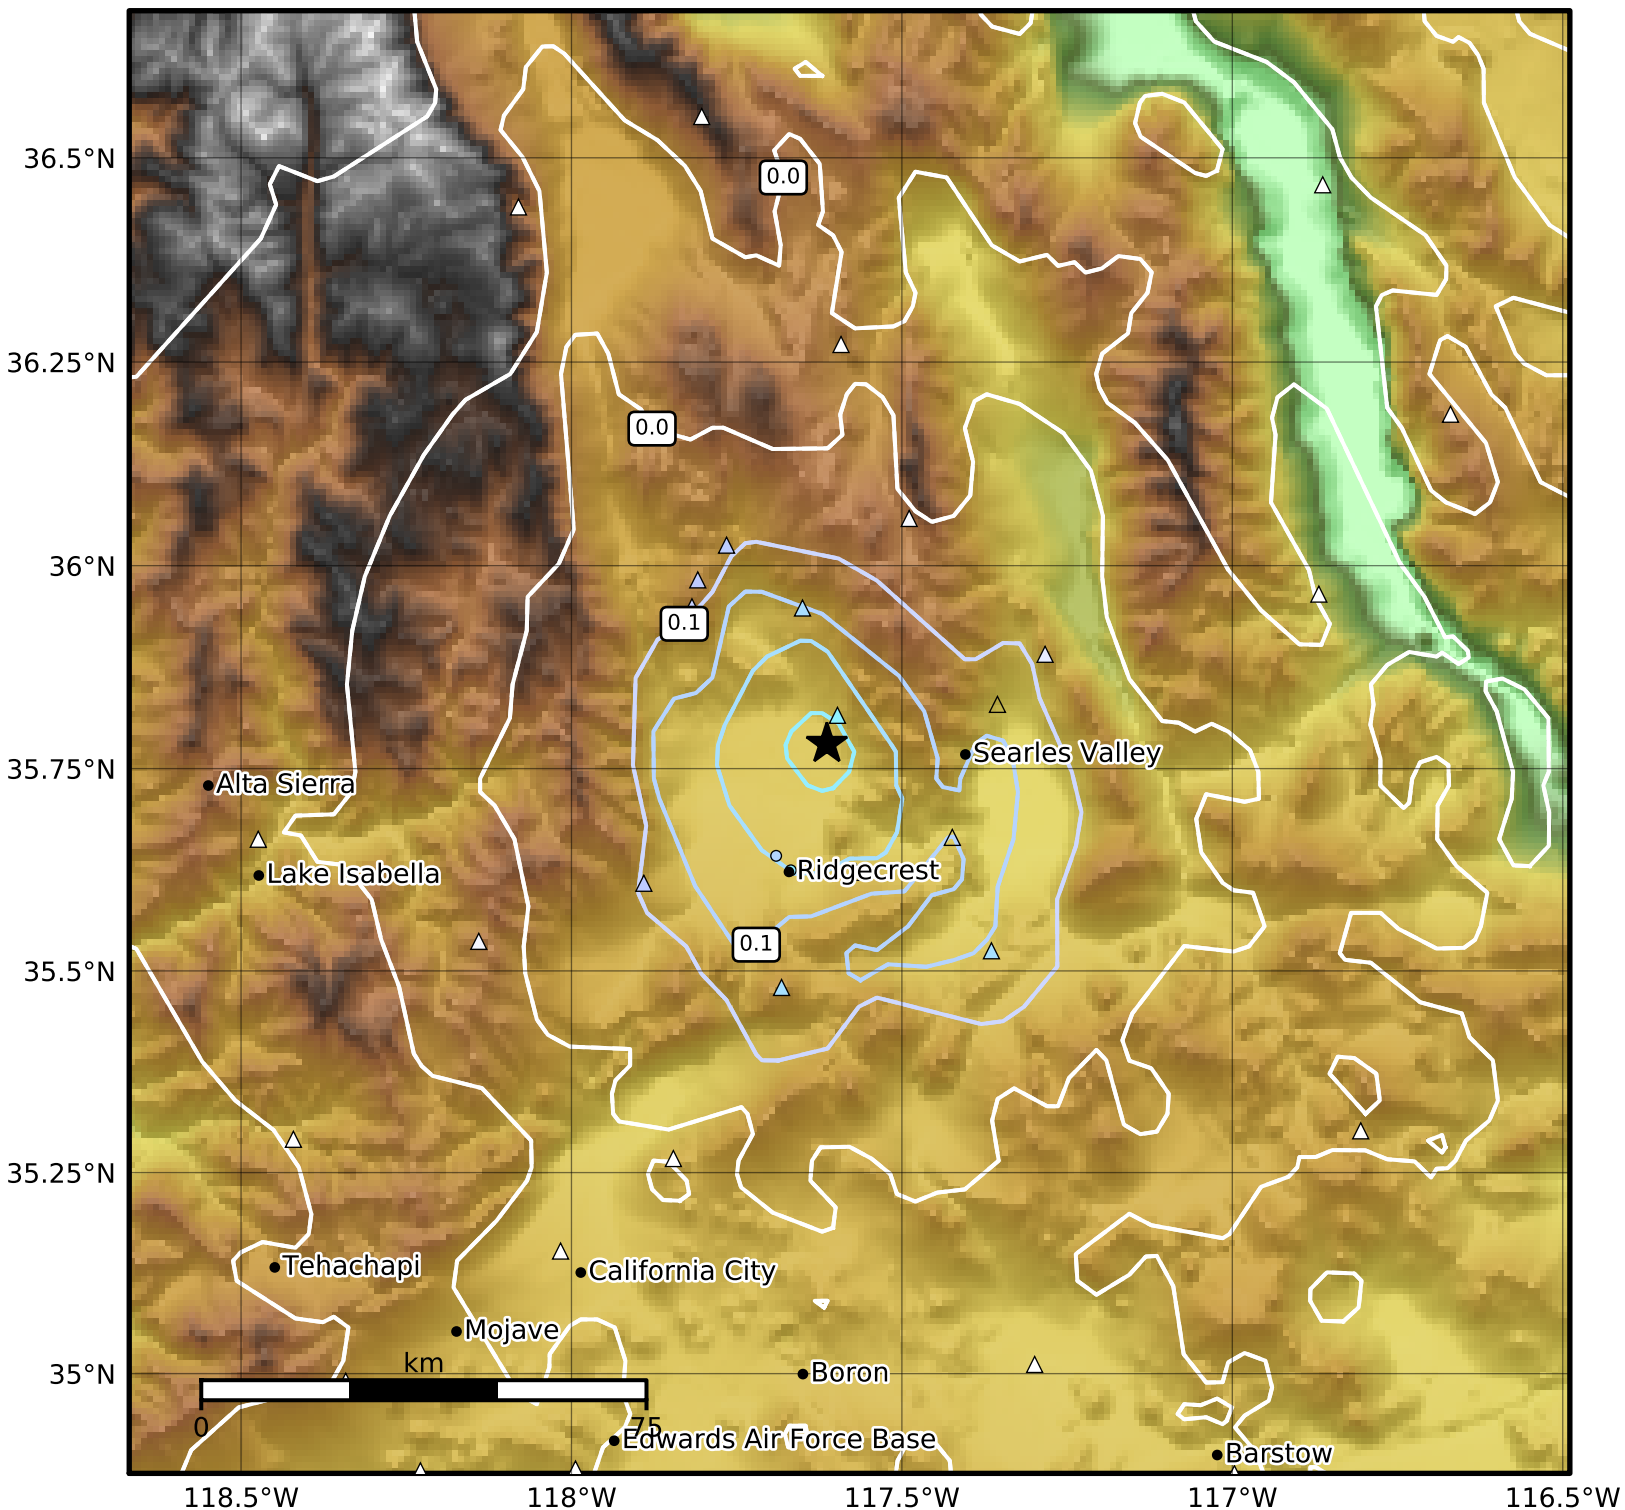 36.5°N
0.0
36.25°N
0.0
36°N
0.1
35.75°N
Searles Valley
Alta Sierra
Lake Isabella
Ridgecrest
0.1
35.5°N
35.25°N
Tehachapi
California City
Mojave
km
35°N
Boron
0
75
Edwards Air Force Base
Barstow
118.5°W
118°W
117.5°W
117°W
116.5°W